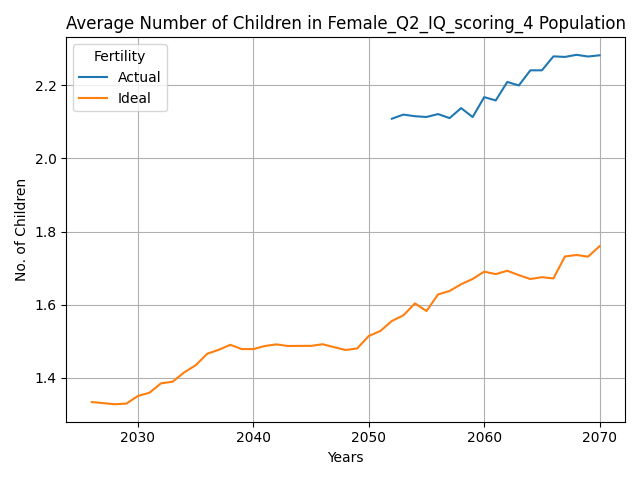 Average Number of Children in Female_Q2_IQ_scoring_4 Population
Fertility
Actual
Ideal
2.2
2.0
1.8
1.6
1.4
No. of Children
2030
2040
2050
2060
2070
Years